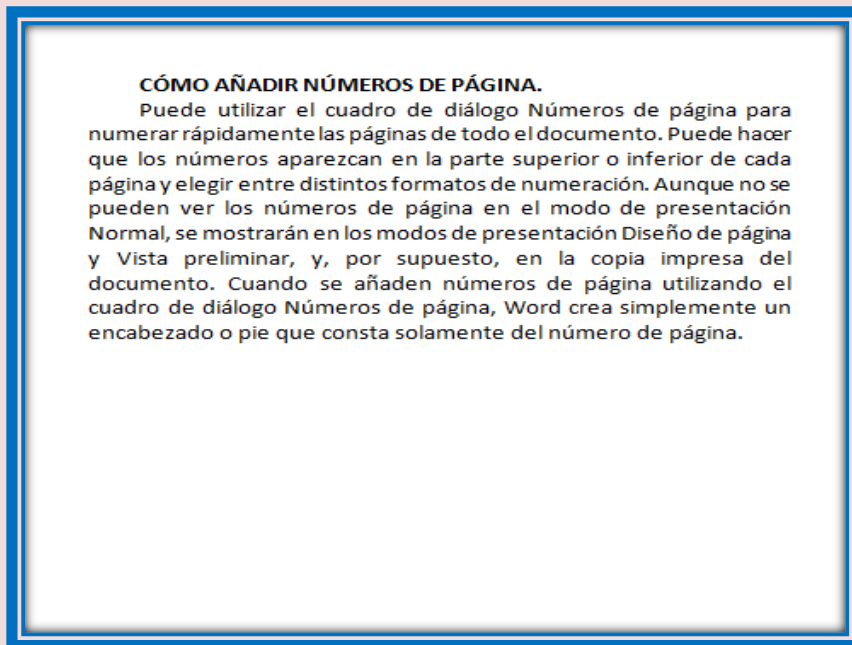 CÓMO AÑADIR NÚMEROS DE PÁGINA.
Puede utilizar el cuadro de diálogo Números de página para
numerar rápidamente las páginas de todo el documento. Puede hacer
que los números aparezcan en la parte superior o inferior de cada
página y elegir entre distintos formatos de numeración. Aunque no se
pueden ver los números de página en el modo de presentación
Normal, se mostrarán en los modos de presentación Diseño de página
y Vista preliminar, y, por supuesto, en la copia impresa del
documento. Cuando se añaden números de página utilizando el
cuadro de diálogo Números de página, Word crea simplemente un
encabezado o pie que consta solamente del número de página.